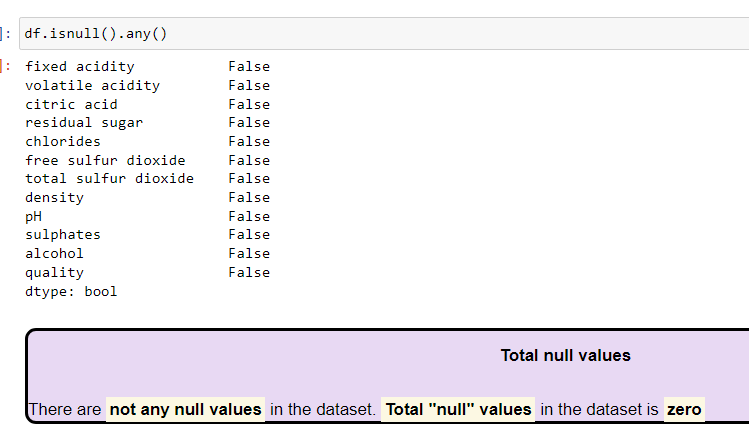 ]: df.isnull().any()
]: fixed acidity False
volatile acidity False
citric acid False
residual sugar False
chlorides False
free sulfur dioxide False
total sulfur dioxide False
density False
pH False
sulphates False
alcohol False
quality False
dtype: bool
Total null values
There are not any null values in the dataset. Total "null" values in the dataset is zero